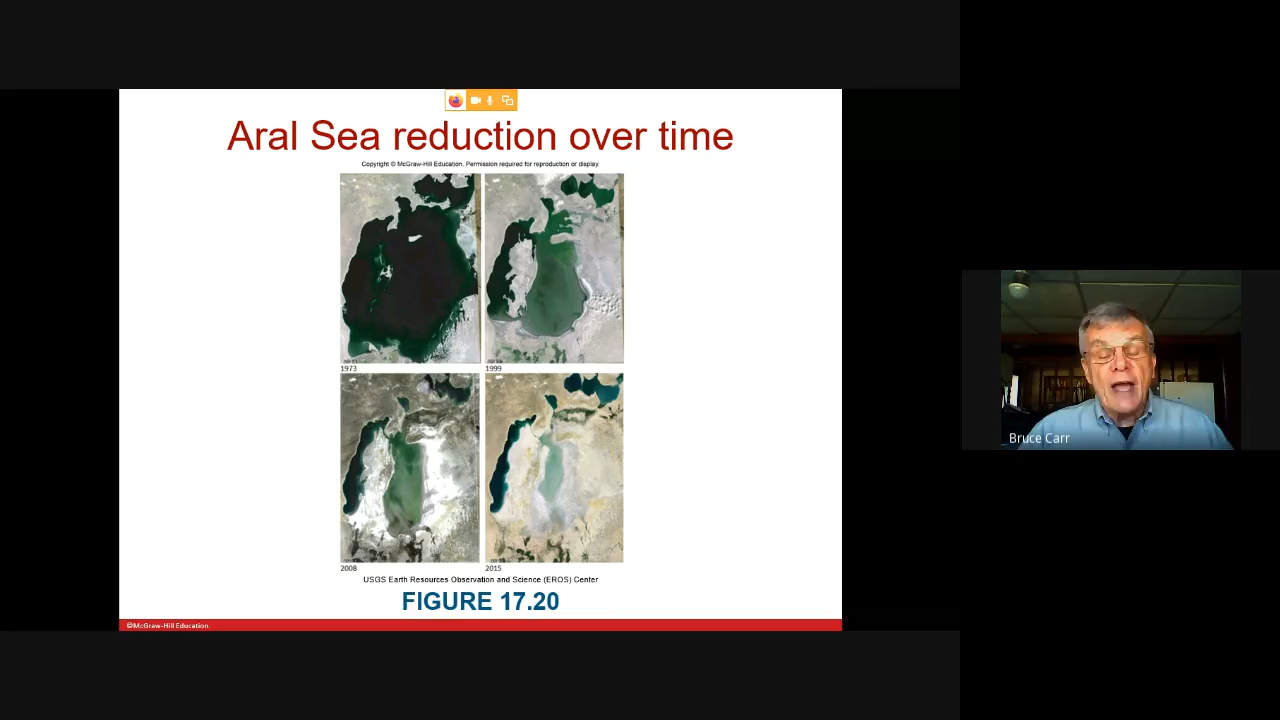 Aral Sea reduction over time
Copyright © McGraw-Hill Education. Permission required for reproduction or display.
1973
1999
2008
2015
USGS Earth Resources Observation and Science (EROS) Center
FIGURE 17.20
©McGraw-Hill Education.
Bruce Carr